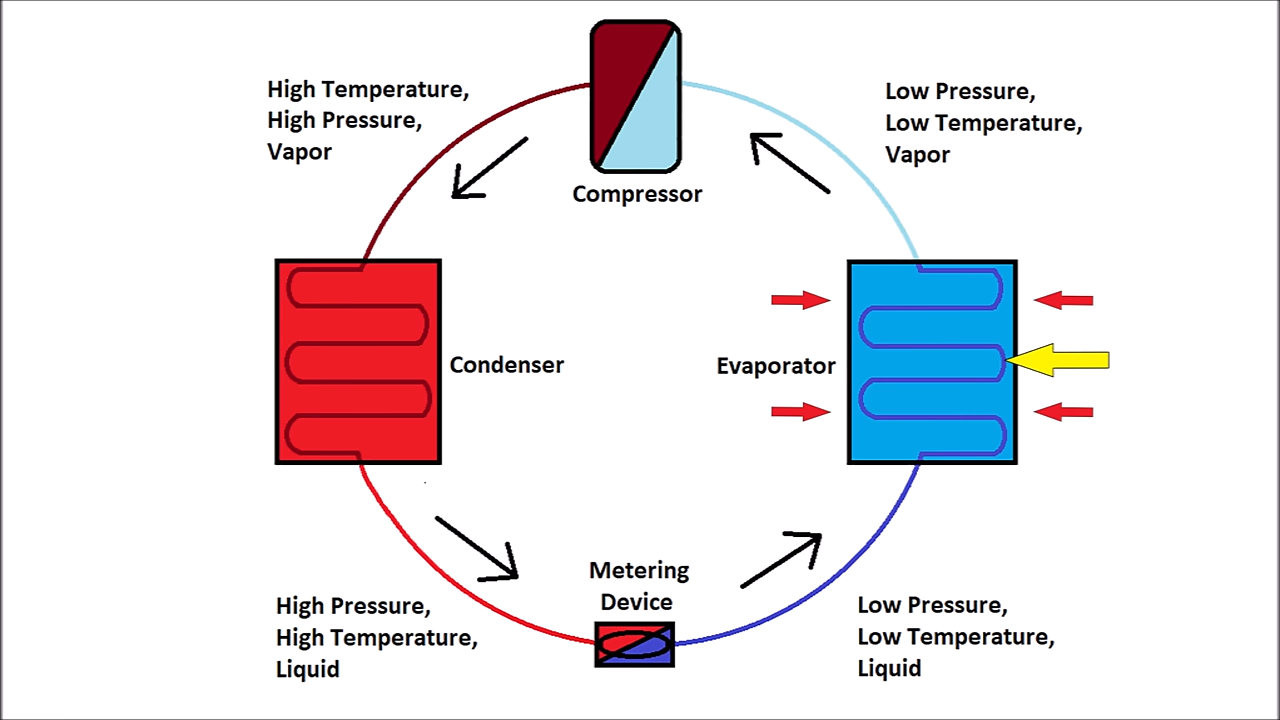 High Temperature,
High Pressure,
Vapor
Compressor
Low Pressure,
Low Temperature,
Vapor
Condenser
Evaporator
High Pressure,
High Temperature,
Liquid
Metering
Device
Low Pressure,
Low Temperature,
Liquid